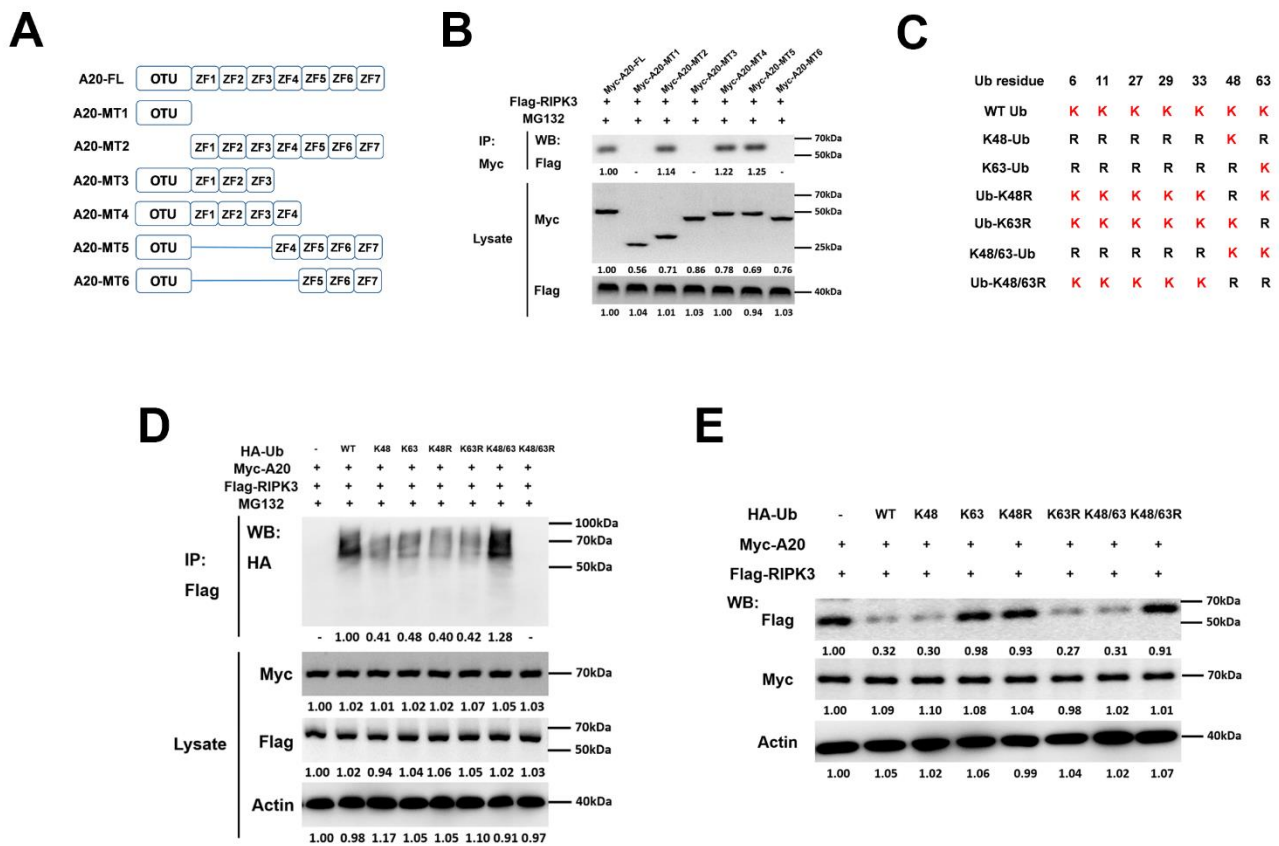 A
A20-FL OTU ZF1 ZF2 ZF3 ZF4 ZF5 ZF6 ZF7
A20-MT1 OTU
A20-MT2 ZF1 ZF2 ZF3 ZF4 ZF5 ZF6 ZF7
A20-MT3 OTU ZF1 ZF2 ZF3
A20-MT4 OTU ZF1 ZF2 ZF3 ZF4
A20-MT5 OTU ZF4 ZF5 ZF6 ZF7
A20-MT6 OTU ZF5 ZF6 ZF7
B
Myc-A20-FL Myc-A20-MT1 Myc-A20-MT2 Myc-A20-MT3 Myc-A20-MT4 Myc-A20-MT5 Myc-A20-MT6
Flag-RIPK3 + + + + + + +
MG132 + + + + + + +
IP: WB: 70kDa
Myc Flag 50kDa
1.00 - 1.14 - 1.22 1.25 -
70kDa
Myc 50kDa
Lysate
25kDa
1.00 0.56 0.71 0.86 0.78 0.69 0.76
Flag 40kDa
1.00 1.04 1.01 1.03 1.00 0.94 1.03
C
Ub residue 6 11 27 29 33 48 63
WT Ub K K K K K K K
K48-Ub R R R R R K R
K63-Ub R R R R R R K
Ub-K48R K K K K K R K
Ub-K63R K K K K K K R
K48/63-Ub R R R R R K K
Ub-K48/63R K K K K K R R
D
HA-Ub - WT K48 K63 K48R K63R K48/63 K48/63R
Myc-A20 + + + + + + + +
Flag-RIPK3 + + + + + + + +
MG132 + + + + + + + +
WB: 100kDa
70kDa
IP: HA 50kDa
Flag
- 1.00 0.41 0.48 0.40 0.42 1.28 -
Myc 70kDa
1.00 1.02 1.01 1.02 1.02 1.07 1.05 1.03
70kDa
Lysate Flag 50kDa
1.00 1.02 0.94 1.04 1.06 1.05 1.02 1.03
Actin 40kDa
1.00 0.98 1.17 1.05 1.05 1.10 0.91 0.97
E
HA-Ub - WT K48 K63 K48R K63R K48/63 K48/63R
Myc-A20 + + + + + + + +
Flag-RIPK3 + + + + + + + +
WB: 70kDa
Flag 50kDa
1.00 0.32 0.30 0.98 0.93 0.27 0.31 0.91
Myc 70kDa
1.00 1.09 1.10 1.08 1.04 0.98 1.02 1.01
Actin 40kDa
1.00 1.05 1.02 1.06 0.99 1.04 1.02 1.07